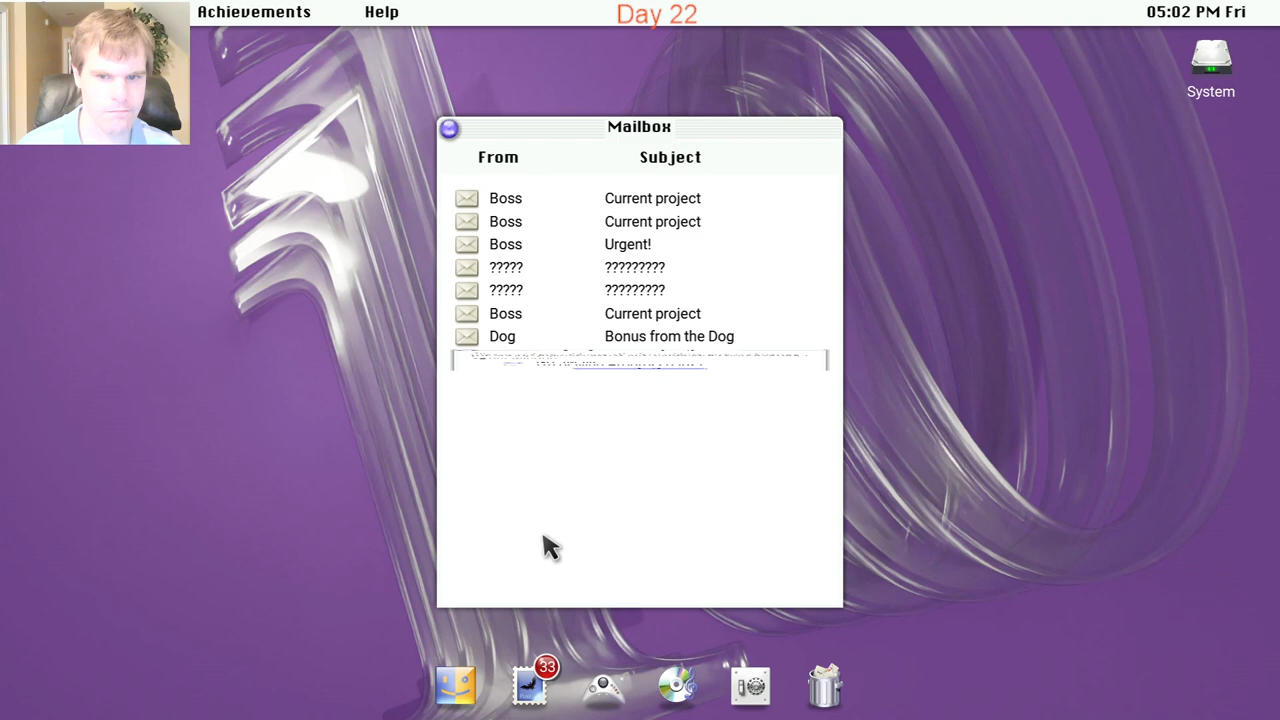 Achievements Help Day 22 05:02 PM Fri
System
Mailbox
From Subject
Boss Current project
Boss Current project
Boss Urgent!
????? ?????????
????? ?????????
Boss Current project
Dog Bonus from the Dog
33